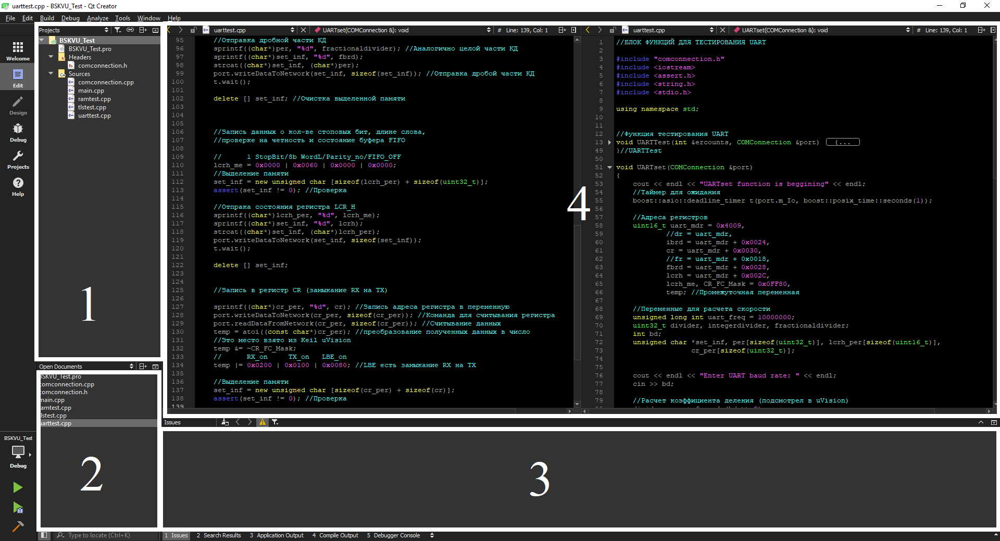 uarttest.cpp - BSKVU_Test - Qt Creator
File Edit Build Debug Analyze Tools Window Help
Welcome
Edit
Design
Debug
Projects
Help
BSKVU_Test
Debug
Projects
BSKVU_Test
BSKVU_Test.pro
Headers
comconnection.h
Sources
comconnection.cpp
main.cpp
ramtest.cpp
tlstest.cpp
uarttest.cpp
1
Open Documents
BSKVU_Test.pro
comconnection.cpp
comconnection.h
main.cpp
ramtest.cpp
tlstest.cpp
uarttest.cpp
2
uarttest.cpp UARTset(COMConnection &): void # Line: 139, Col: 1
95 //Отправка дробной части КД
96 sprintf((char*)per, "%d", fractionaldivider); //Аналогично целой части КД
97 sprintf((char*)set_inf, "%d", fbrd);
98 strcat((char*)set_inf, (char*)per);
99 port.writeDataToNetwork(set_inf, sizeof(set_inf)); //Отправка дробой части КД
100 t.wait();
101
102 delete [] set_inf; //Очистка выделенной памяти
103
104
105
106 //Запись данных о кол-ве стоповых бит, длине слова,
107 //проверке на четность и состояние буфера FIFO
108
109 // 1 StopBit/8b WordL/Parity_no/FIFO_OFF
110 lcrh_me = 0x0000 | 0x0060 | 0x0000 | 0x0000;
111 //Выделение памяти
112 set_inf = new unsigned char [sizeof(lcrh_per) + sizeof(uint32_t)];
113 assert(set_inf != 0); //Проверка
114
115 //Отпрака состояния регистра LCR_H
116 sprintf((char*)lcrh_per, "%d", lcrh_me);
117 sprintf((char*)set_inf, "%d", lcrh);
118 strcat((char*)set_inf, (char*)lcrh_per);
119 port.writeDataToNetwork(set_inf, sizeof(set_inf));
120 t.wait();
121
122 delete [] set_inf;
123
124
125 //Запись в регистр CR (замыкание RX на TX)
126
127 sprintf((char*)cr_per, "%d", cr); //Запись адреса регистра в переменную
128 port.writeDataToNetwork(cr_per, sizeof(cr_per)); //Команда для считывания регистра
129 port.readDataFromNetwork(cr_per, sizeof(cr_per)); //Считывание данных
130 temp = atoi((const char*)cr_per); //преобразование полученных данных в число
131 //Это место взято из Keil uVision
132 temp &= ~CR_FC_Mask;
133 // RX_on TX_on LBE_on
134 temp |= 0x0200 | 0x0100 | 0x0080; //LBE есть замыкание RX на TX
135
136 //Выделение памяти
137 set_inf = new unsigned char [sizeof(cr_per) + sizeof(cr)];
138 assert(set_inf != 0); //Проверка
139
4
uarttest.cpp UARTset(COMConnection &): void # Line: 139, Col: 1
1 //БЛОК ФУНКЦИЙ ДЛЯ ТЕСТИРОВАНИЯ UART
2
3 #include "comconnection.h"
4 #include <iostream>
5 #include <assert.h>
6 #include <string.h>
7 #include <stdio.h>
8
9 using namespace std;
10
11
12 //Функция тестирования UART
13 void UARTTest(int &ercounts, COMConnection &port) {...
49 }//UARTTest
50
51 void UARTset(COMConnection &port)
52 {
53 cout << endl << "UARTset function is beggining" << endl;
54 //Таймер для ожидания
55 boost::asio::deadline_timer t(port.m_Io, boost::posix_time::seconds(1));
56
57 //Адреса регистров
58 uint16_t uart_mdr = 0x4009,
59 //dr = uart_mdr,
60 ibrd = uart_mdr + 0x0024,
61 cr = uart_mdr + 0x0030,
62 //fr = uart_mdr + 0x0018,
63 fbrd = uart_mdr + 0x0028,
64 lcrh = uart_mdr + 0x002C,
65 lcrh_me, CR_FC_Mask = 0x0FF80,
66 temp; //Промежуточная переменная
67
68 //Переменные для расчета скорости
69 unsigned long int uart_freq = 10000000;
70 uint32_t divider, integerdivider, fractionaldivider;
71 int bd;
72 unsigned char *set_inf, per[sizeof(uint32_t)], lcrh_per[sizeof(uint16_t)],
73 cr_per[sizeof(uint32_t)];
74
75
76 cout << endl << "Enter UART baud rate: " << endl;
77 cin >> bd;
78
79 //Расчет коэффициента деления (подсмотрел в uVision)
Issues
3
Type to locate (Ctrl+K)
1 Issues 2 Search Results 3 Application Output 4 Compile Output 5 Debugger Console